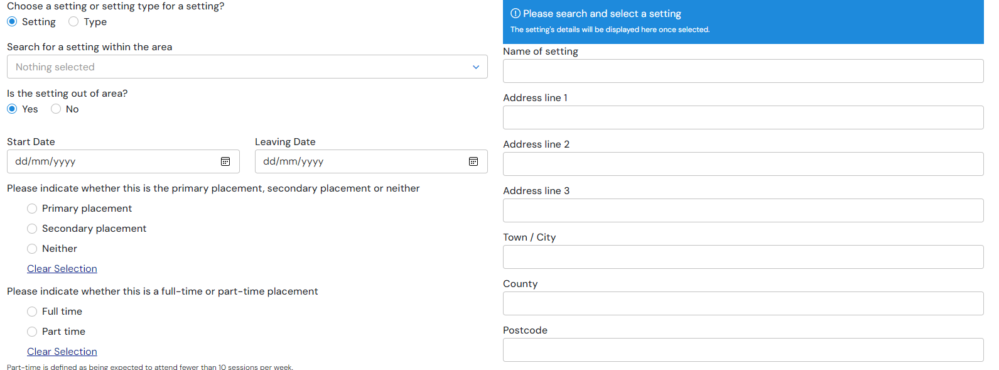 Choose a setting or setting type for a setting?
Setting Type
Search for a setting within the area
Nothing selected
Is the setting out of area?
Yes No
Start Date Leaving Date
dd/mm/yyyy dd/mm/yyyy
Please indicate whether this is the primary placement, secondary placement or neither
Primary placement
Secondary placement
Neither
Clear Selection
Please indicate whether this is a full-time or part-time placement
Full time
Part time
Clear Selection
Part-time is defined as being expected to attend fewer than 10 sessions per week.
Please search and select a setting
The setting's details will be displayed here once selected.
Name of setting
Address line 1
Address line 2
Address line 3
Town / City
County
Postcode